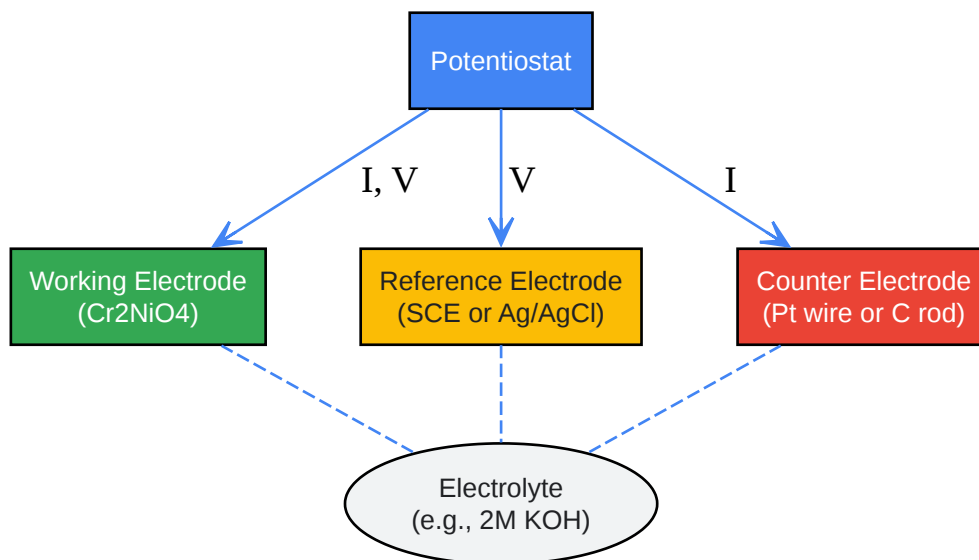 Potentiostat
I, V
V
I
Working Electrode
(Cr2NiO4)
Reference Electrode
(SCE or Ag/AgCl)
Counter Electrode
(Pt wire or C rod)
Electrolyte
(e.g., 2M KOH)